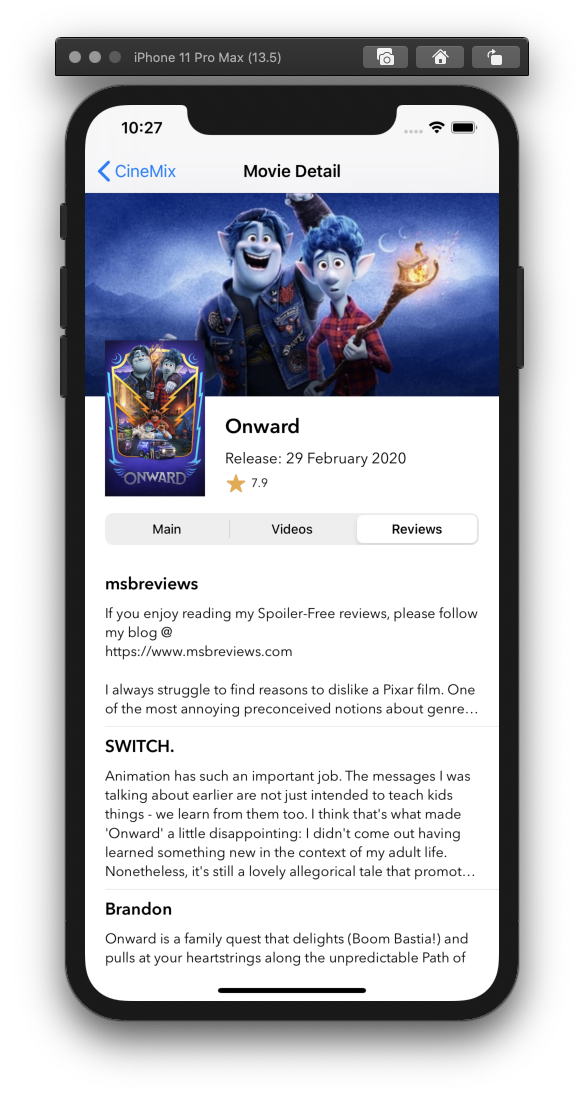 iPhone 11 Pro Max (13.5)
10:27
CineMix
Movie Detail
ONWARD
Onward
Release: 29 February 2020
7.9
Main
Videos
Reviews
msbreviews
If you enjoy reading my Spoiler-Free reviews, please follow
my blog @
https://www.msbreviews.com
I always struggle to find reasons to dislike a Pixar film. One
of the most annoying preconceived notions about genre…
SWITCH.
Animation has such an important job. The messages I was
talking about earlier are not just intended to teach kids
things - we learn from them too. I think that's what made
'Onward' a little disappointing: I didn't come out having
learned something new in the context of my adult life.
Nonetheless, it's still a lovely allegorical tale that promot…
Brandon
Onward is a family quest that delights (Boom Bastia!) and
pulls at your heartstrings along the unpredictable Path of